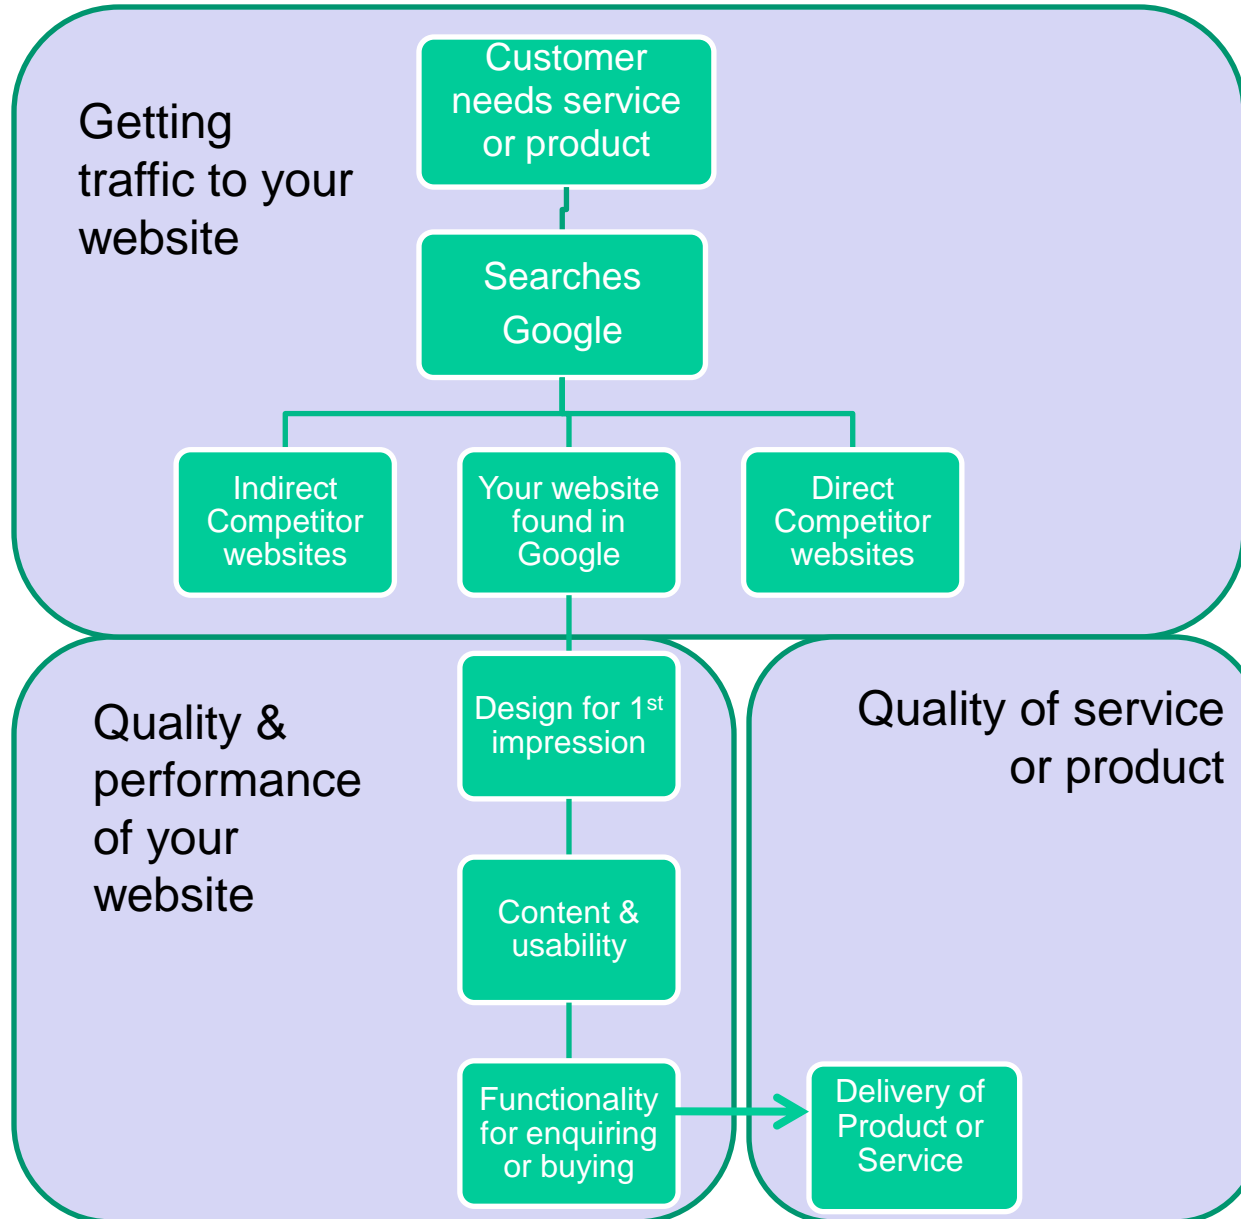 Getting
traffic to your
website
Customer
needs service
or product
Searches
Google
Indirect
Competitor
websites
Your website
found in
Google
Direct
Competitor
websites
Quality &
performance
of your
website
Design for 1st
impression
Content &
usability
Functionality
for enquiring
or buying
Quality of service
or product
Delivery of
Product or
Service